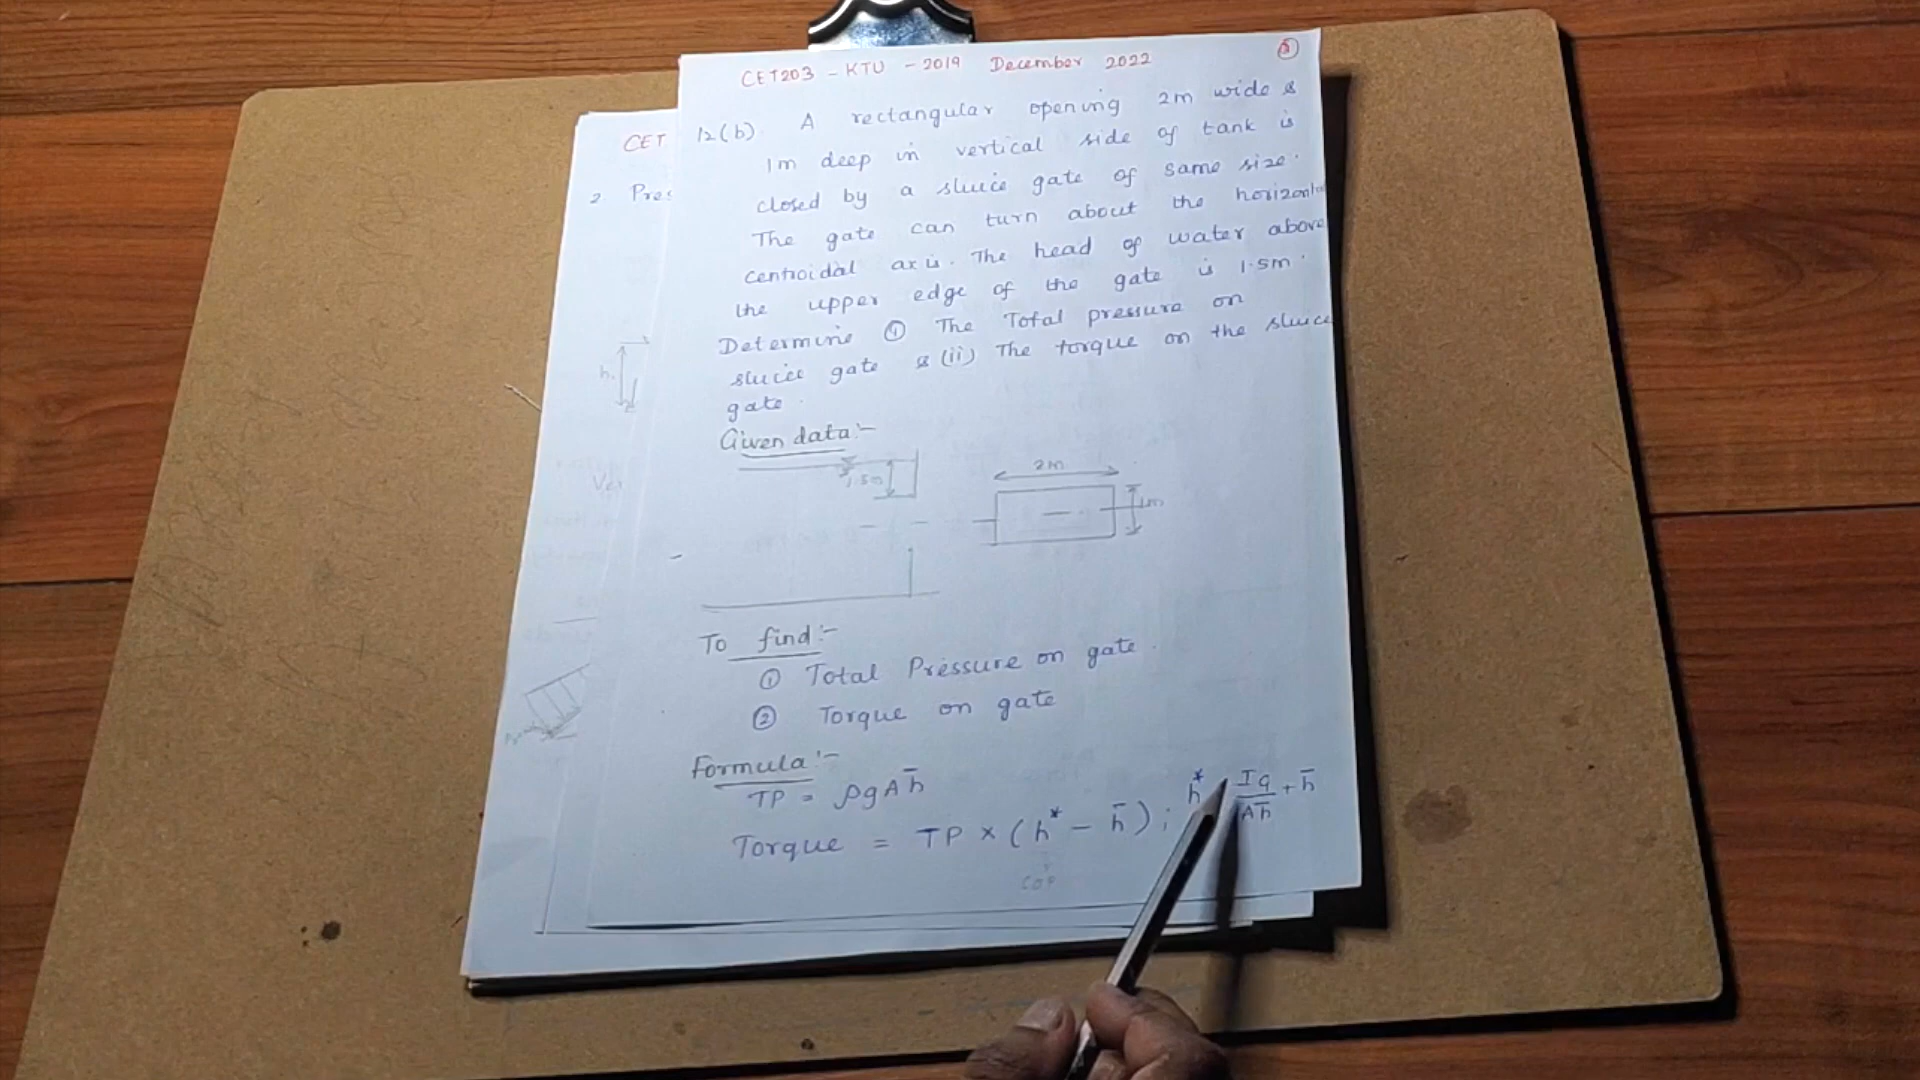 CET203 - KTU - 2019 December 2022
CET
12(b). A rectangular opening 2m wide &
1m deep in vertical side of tank is
2. Pres
closed by a sluice gate of same size.
The gate can turn about the horizontal
centroidal axis. The head of water above
the upper edge of the gate is 1.5m.
Determine ① The Total pressure on
sluice gate & (ii) The torque on the sluice
gate.
h.
Given data:-
1.5m
2m
1m
To find:-
① Total Pressure on gate.
② Torque on gate
Formula:-
TP = ρgAh̄
Torque = TP × (h* - h̄); h* IG/Ah̄ + h̄
COP